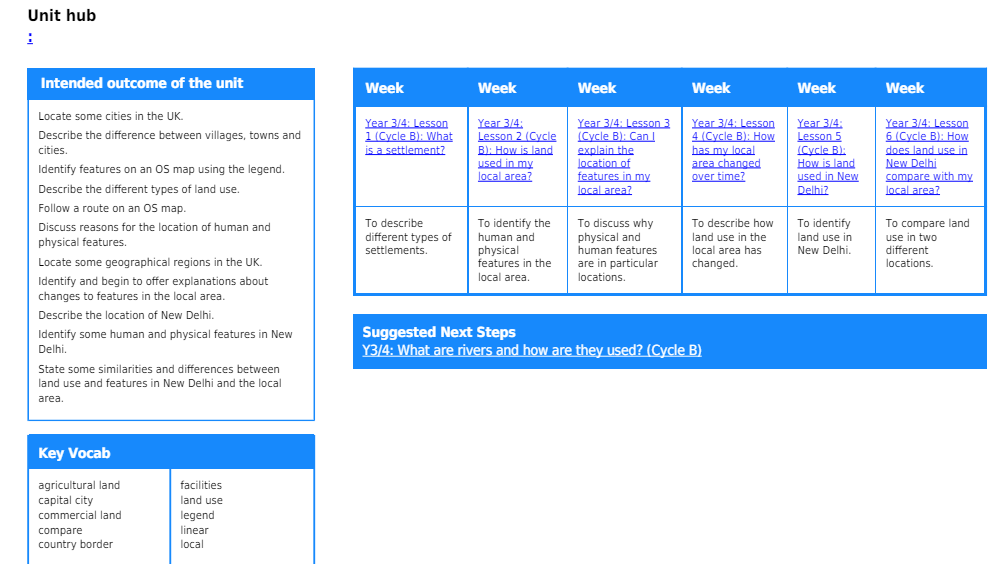 Unit hub
:
Intended outcome of the unit
Locate some cities in the UK.
Describe the difference between villages, towns and
cities.
Identify features on an OS map using the legend.
Describe the different types of land use.
Follow a route on an OS map.
Discuss reasons for the location of human and
physical features.
Locate some geographical regions in the UK.
Identify and begin to offer explanations about
changes to features in the local area.
Describe the location of New Delhi.
Identify some human and physical features in New
Delhi.
State some similarities and differences between
land use and features in New Delhi and the local
area.
Key Vocab
agricultural land
capital city
commercial land
compare
country border
facilities
land use
legend
linear
local
Week
Week
Week
Week
Week
Week
Year 3/4: Lesson
1 (Cycle B): What
is a settlement?
Year 3/4:
Lesson 2 (Cycle
B): How is land
used in my
local area?
Year 3/4: Lesson 3
(Cycle B): Can I
explain the
location of
features in my
local area?
Year 3/4: Lesson
4 (Cycle B): How
has my local
area changed
over time?
Year 3/4:
Lesson 5
(Cycle B):
How is land
used in New
Delhi?
Year 3/4: Lesson
6 (Cycle B): How
does land use in
New Delhi
compare with my
local area?
To describe
different types of
settlements.
To identify the
human and
physical
features in the
local area.
To discuss why
physical and
human features
are in particular
locations.
To describe how
land use in the
local area has
changed.
To identify
land use in
New Delhi.
To compare land
use in two
different
locations.
Suggested Next Steps
Y3/4: What are rivers and how are they used? (Cycle B)